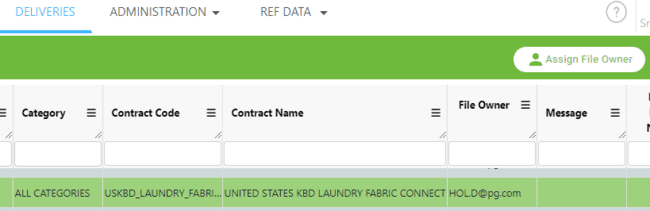 DELIVERIES ADMINISTRATION REF DATA ?
Assign File Owner
Category Contract Code Contract Name File Owner Message
ALL CATEGORIES USKBD_LAUNDRY_FABRI... UNITED STATES KBD LAUNDRY FABRIC CONNECT HOL.D@pg.com